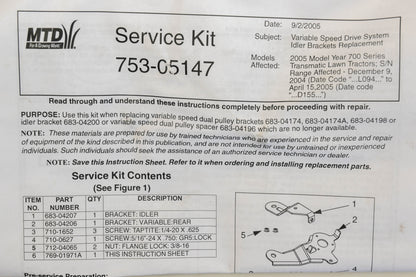 MTD
For A Growing World.
Service Kit
753-05147
Date: 9/2/2005
Subject: Variable Speed Drive System
Idler Brackets Replacement
Models 2005 Model Year 700 Series
Affected: Transmatic Lawn Tractors; S/N
Range Affected - December 9,
2004 (Date Code "...L094..." to
April 15,2005 (Date code
"...D155...")
Read through and understand these instructions completely before proceeding with repair.
PURPOSE: Use this kit when replacing variable speed dual pulley brackets 683-04174, 683-04174A, 683-04198 or
idler bracket 683-04200 or variable speed dual pulley spacer 683-04196 which are no longer available.
NOTE: These materials are prepared for use by trained technicians who are experienced in the service and repair
of equipment of the kind described in this publication, and are not intended for use by untrained or inexperienced
individuals. Such individuals should seek the assistance of an authorized service technician or dealer.
NOTE: Save this Instruction Sheet. Refer to it when ordering and installing replacement parts.
Service Kit Contents
(See Figure 1)
ITEM PART QTY DESCRIPTION
NO. NUMBER
1 683-04207 1 BRACKET: IDLER
2 683-04206 1 BRACKET: VARIABLE:REAR
3 710-1652 3 SCREW: TAPTITE:1/4-20 X .625
4 710-0627 1 SCREW:5/16"-24 X .750: GR5:LOCK
5 712-04065 2 NUT: FLANGE LOCK: 3/8-16
6 769-01971A 1 THIS INSTRUCTION SHEET
1
5
2